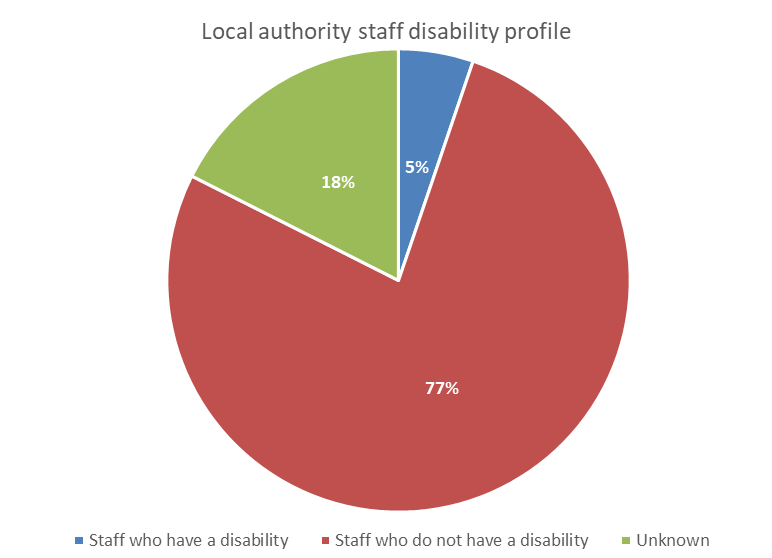 Local authority staff disability profile
5%
18%
77%
Staff who have a disability
Staff who do not have a disability
Unknown